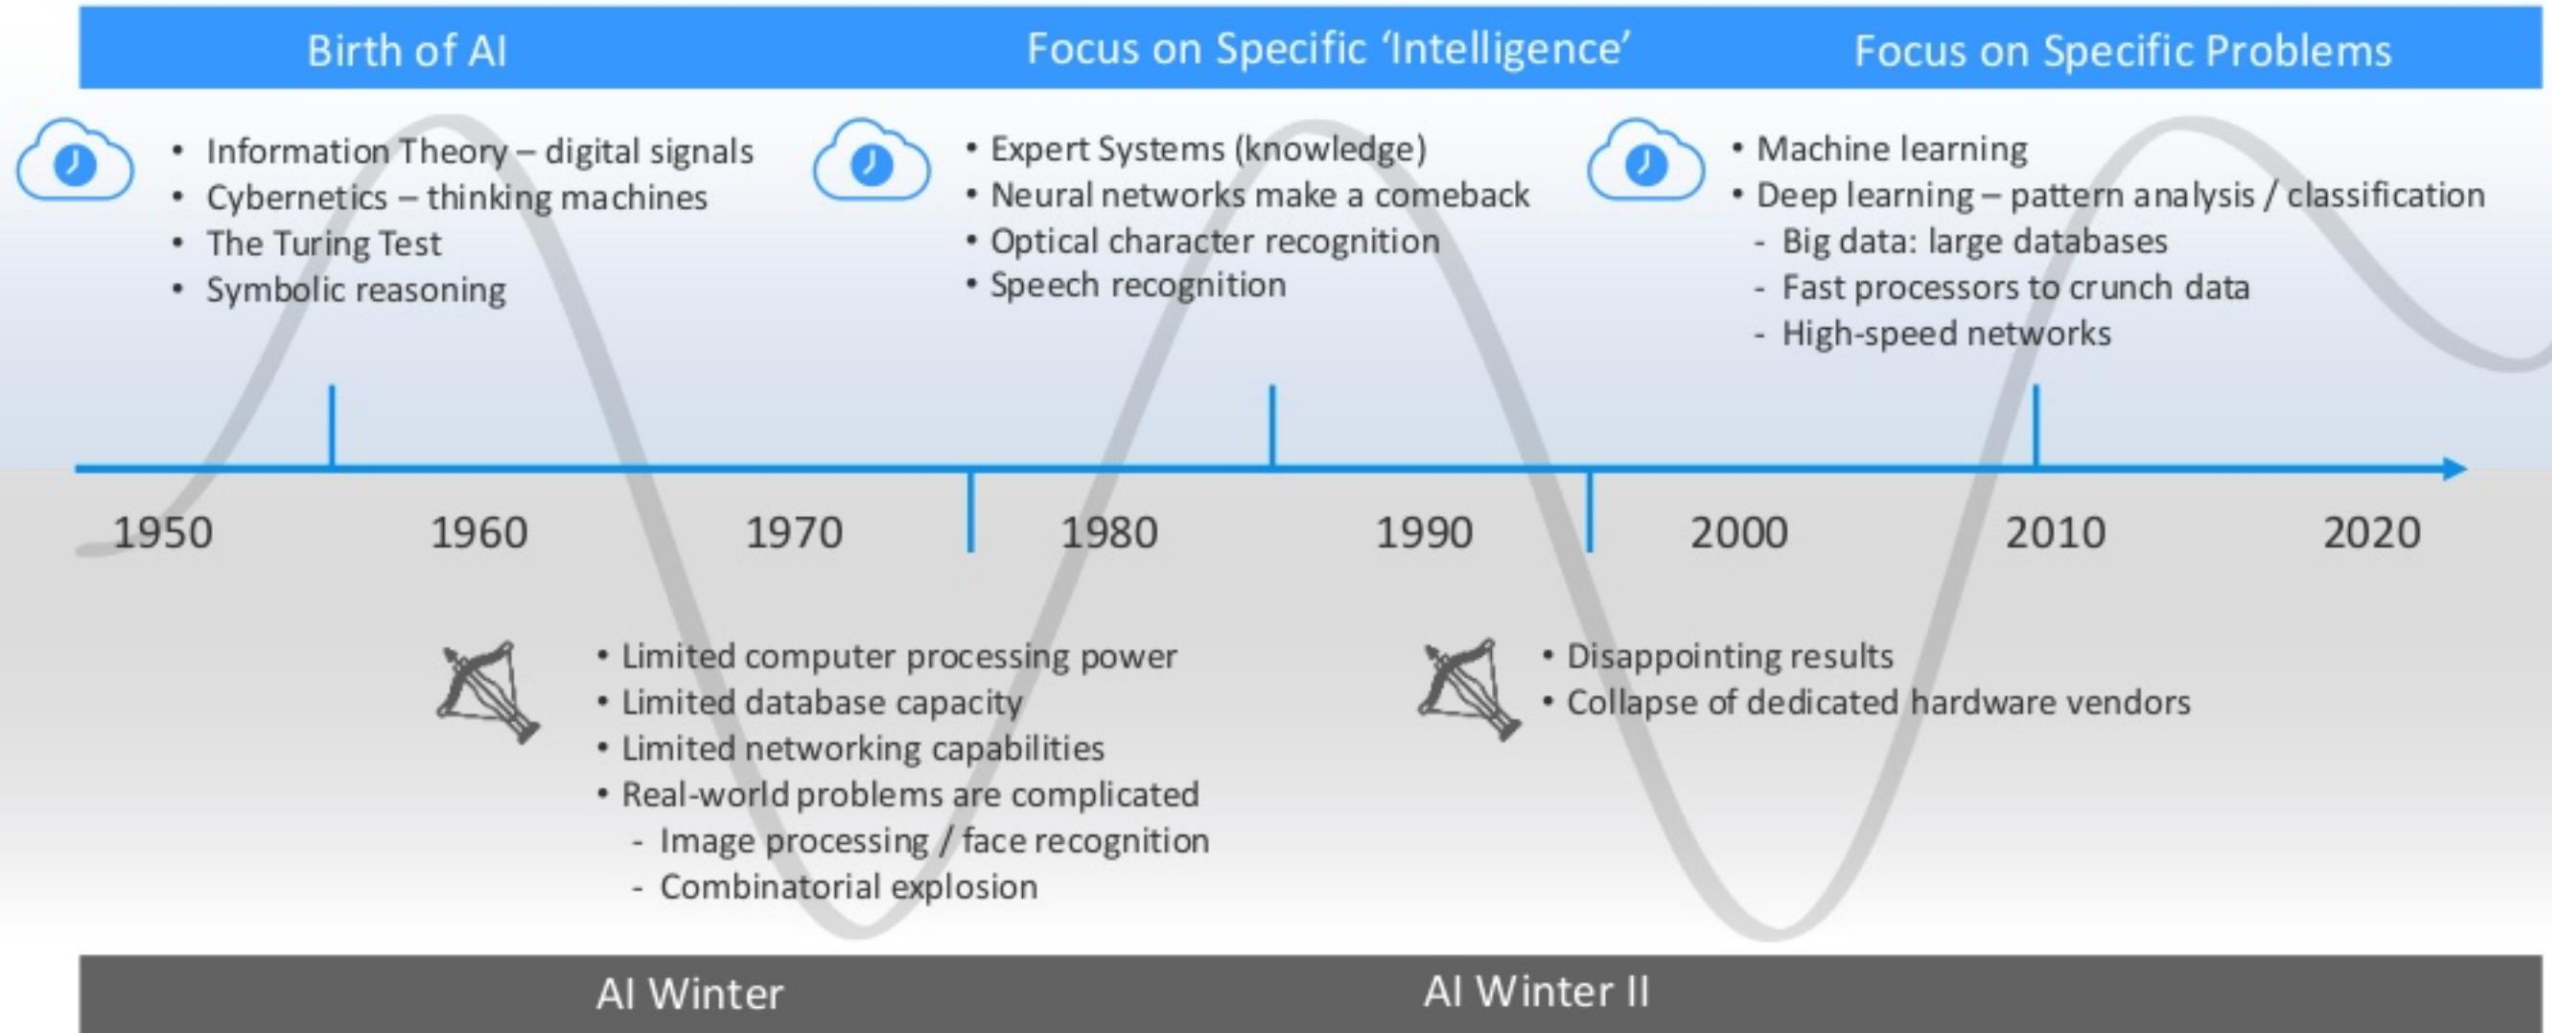 Birth of AI
Focus on Specific ‘Intelligence’
Focus on Specific Problems
• Information Theory – digital signals
• Cybernetics – thinking machines
• The Turing Test
• Symbolic reasoning
• Expert Systems (knowledge)
• Neural networks make a comeback
• Optical character recognition
• Speech recognition
• Machine learning
• Deep learning – pattern analysis / classification
- Big data: large databases
- Fast processors to crunch data
- High-speed networks
1950 1960 1970 1980 1990 2000 2010 2020
• Limited computer processing power
• Limited database capacity
• Limited networking capabilities
• Real-world problems are complicated
- Image processing / face recognition
- Combinatorial explosion
• Disappointing results
• Collapse of dedicated hardware vendors
AI Winter
AI Winter II